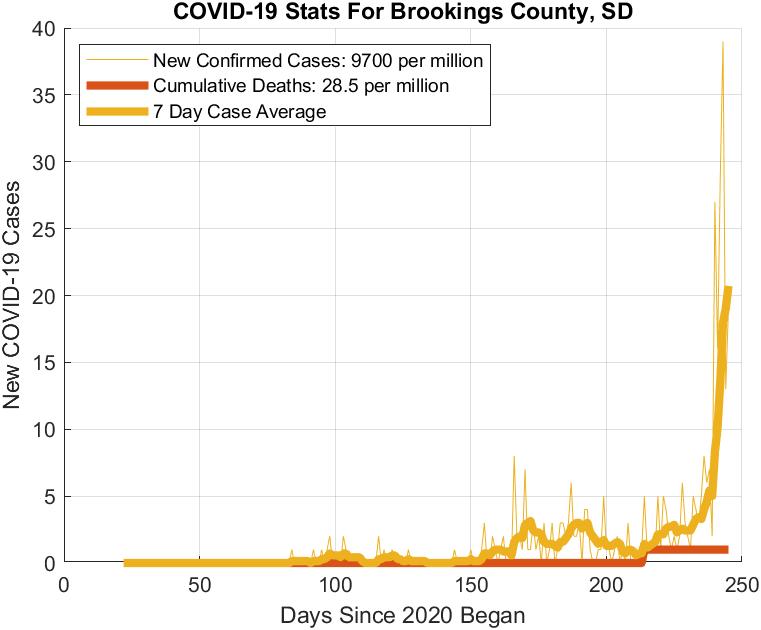 COVID-19 Stats For Brookings County, SD
New Confirmed Cases: 9700 per million
Cumulative Deaths: 28.5 per million
7 Day Case Average
New COVID-19 Cases
40
35
30
25
20
15
10
5
0
0 50 100 150 200 250
Days Since 2020 Began